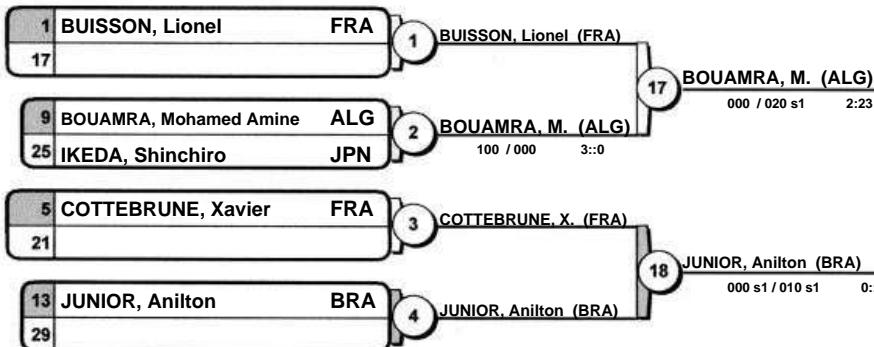 1 BUISSON, Lionel FRA
17
1
BUISSON, Lionel (FRA)
9 BOUAMRA, Mohamed Amine ALG
25 IKEDA, Shinchiro JPN
2
BOUAMRA, M. (ALG)
100 / 000 3::0
17
BOUAMRA, M. (ALG)
000 / 020 s1 2:23
5 COTTEBRUNE, Xavier FRA
21
3
COTTEBRUNE, X. (FRA)
13 JUNIOR, Anilton BRA
29
4
JUNIOR, Anilton (BRA)
18
JUNIOR, Anilton (BRA)
000 s1 / 010 s1